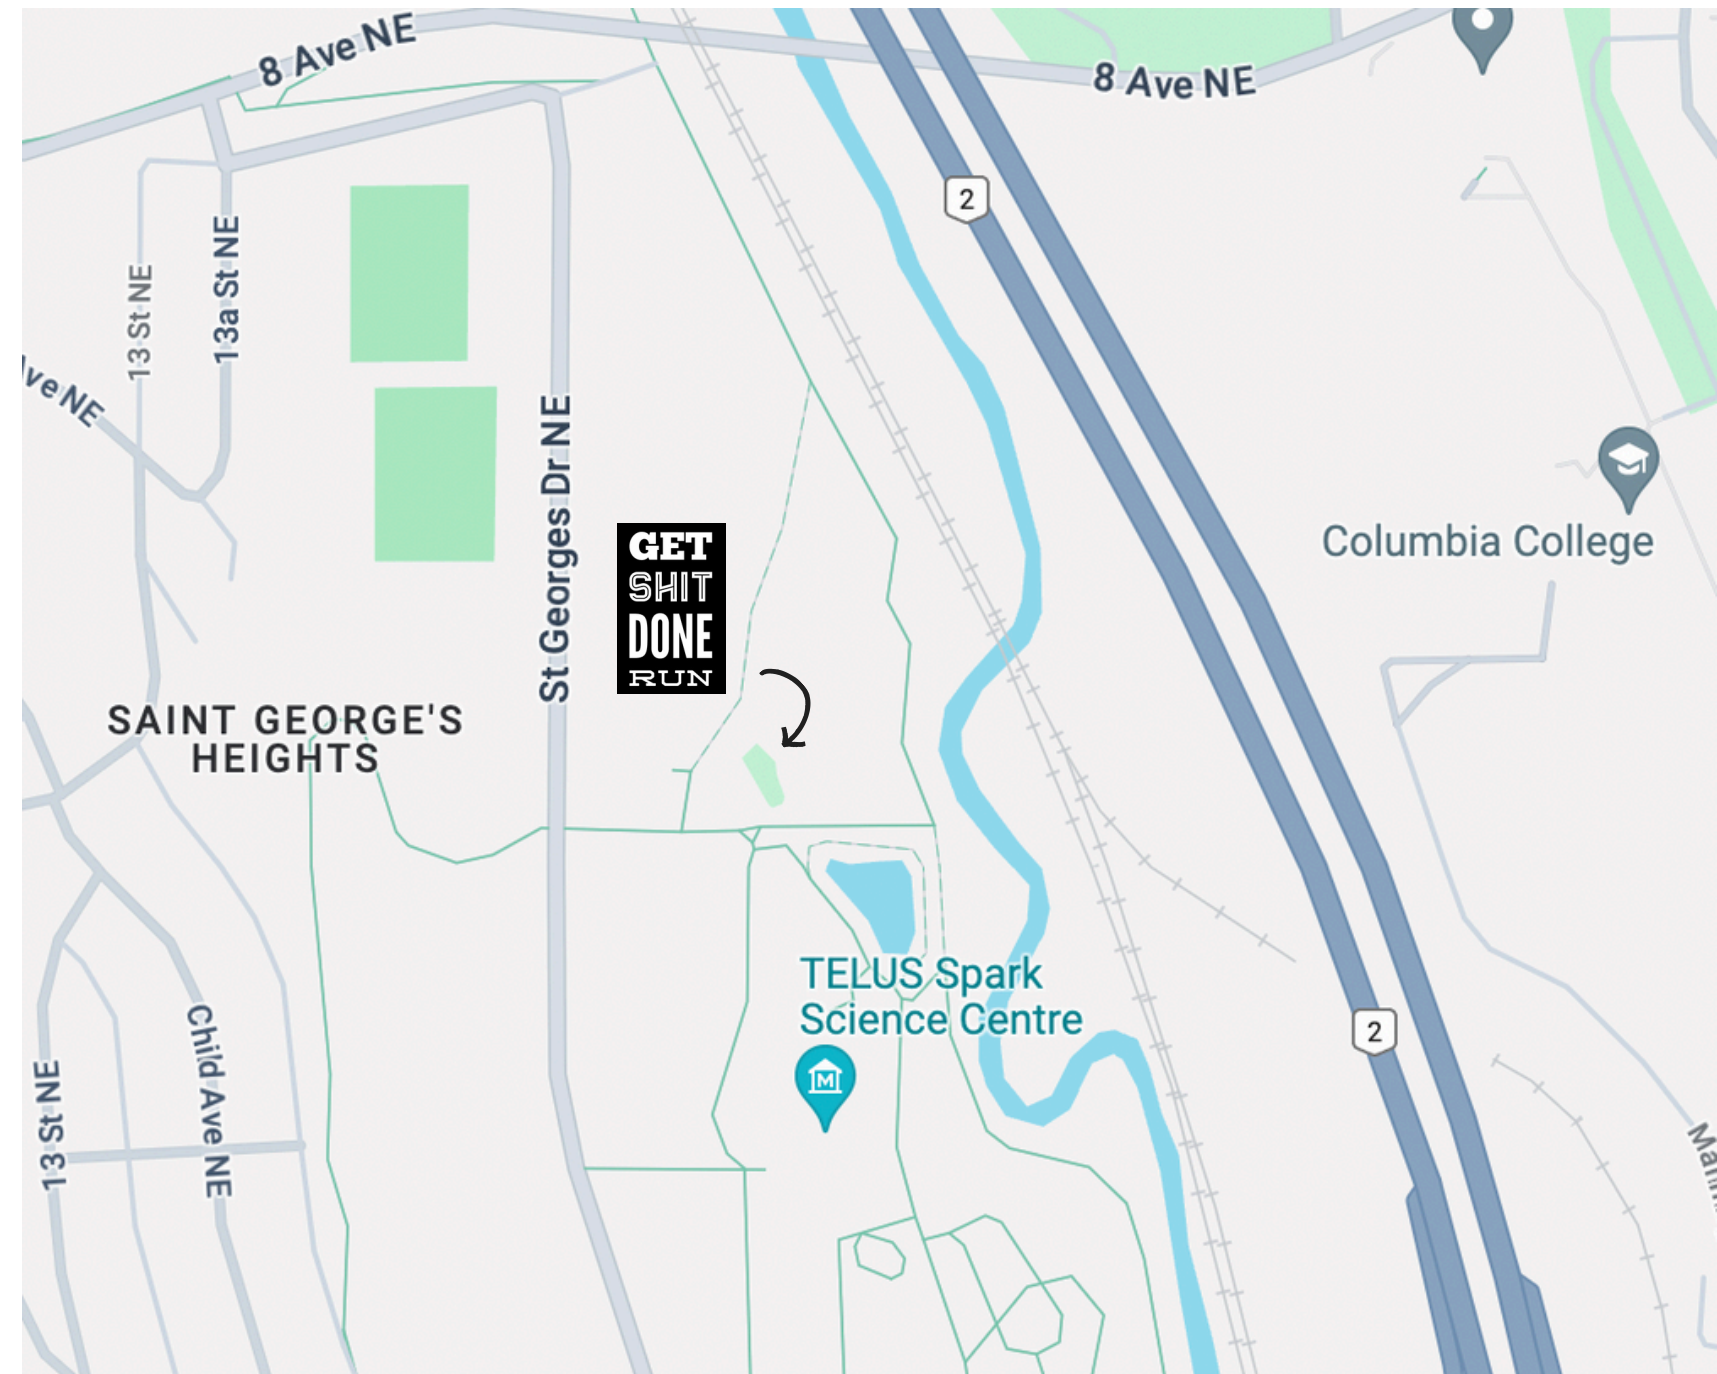 8 Ave NE
8 Ave NE
2
13 St NE
13a St NE
ve NE
St Georges Dr NE
GET
SHIT
DONE
RUN
Columbia College
SAINT GEORGE'S
HEIGHTS
TELUS Spark
Science Centre
M
2
Child Ave NE
13 St NE